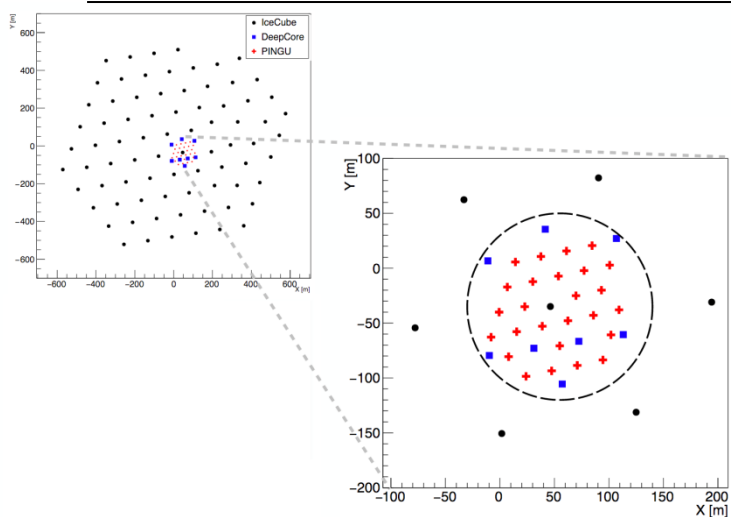 Y [m]
600
400
200
0
−200
−400
−600
−600 −400 −200 0 200 400 600
X [m]
IceCube
DeepCore
PINGU
Y [m]
100
50
0
−50
−100
−150
−200
−100 −50 0 50 100 150 200
X [m]